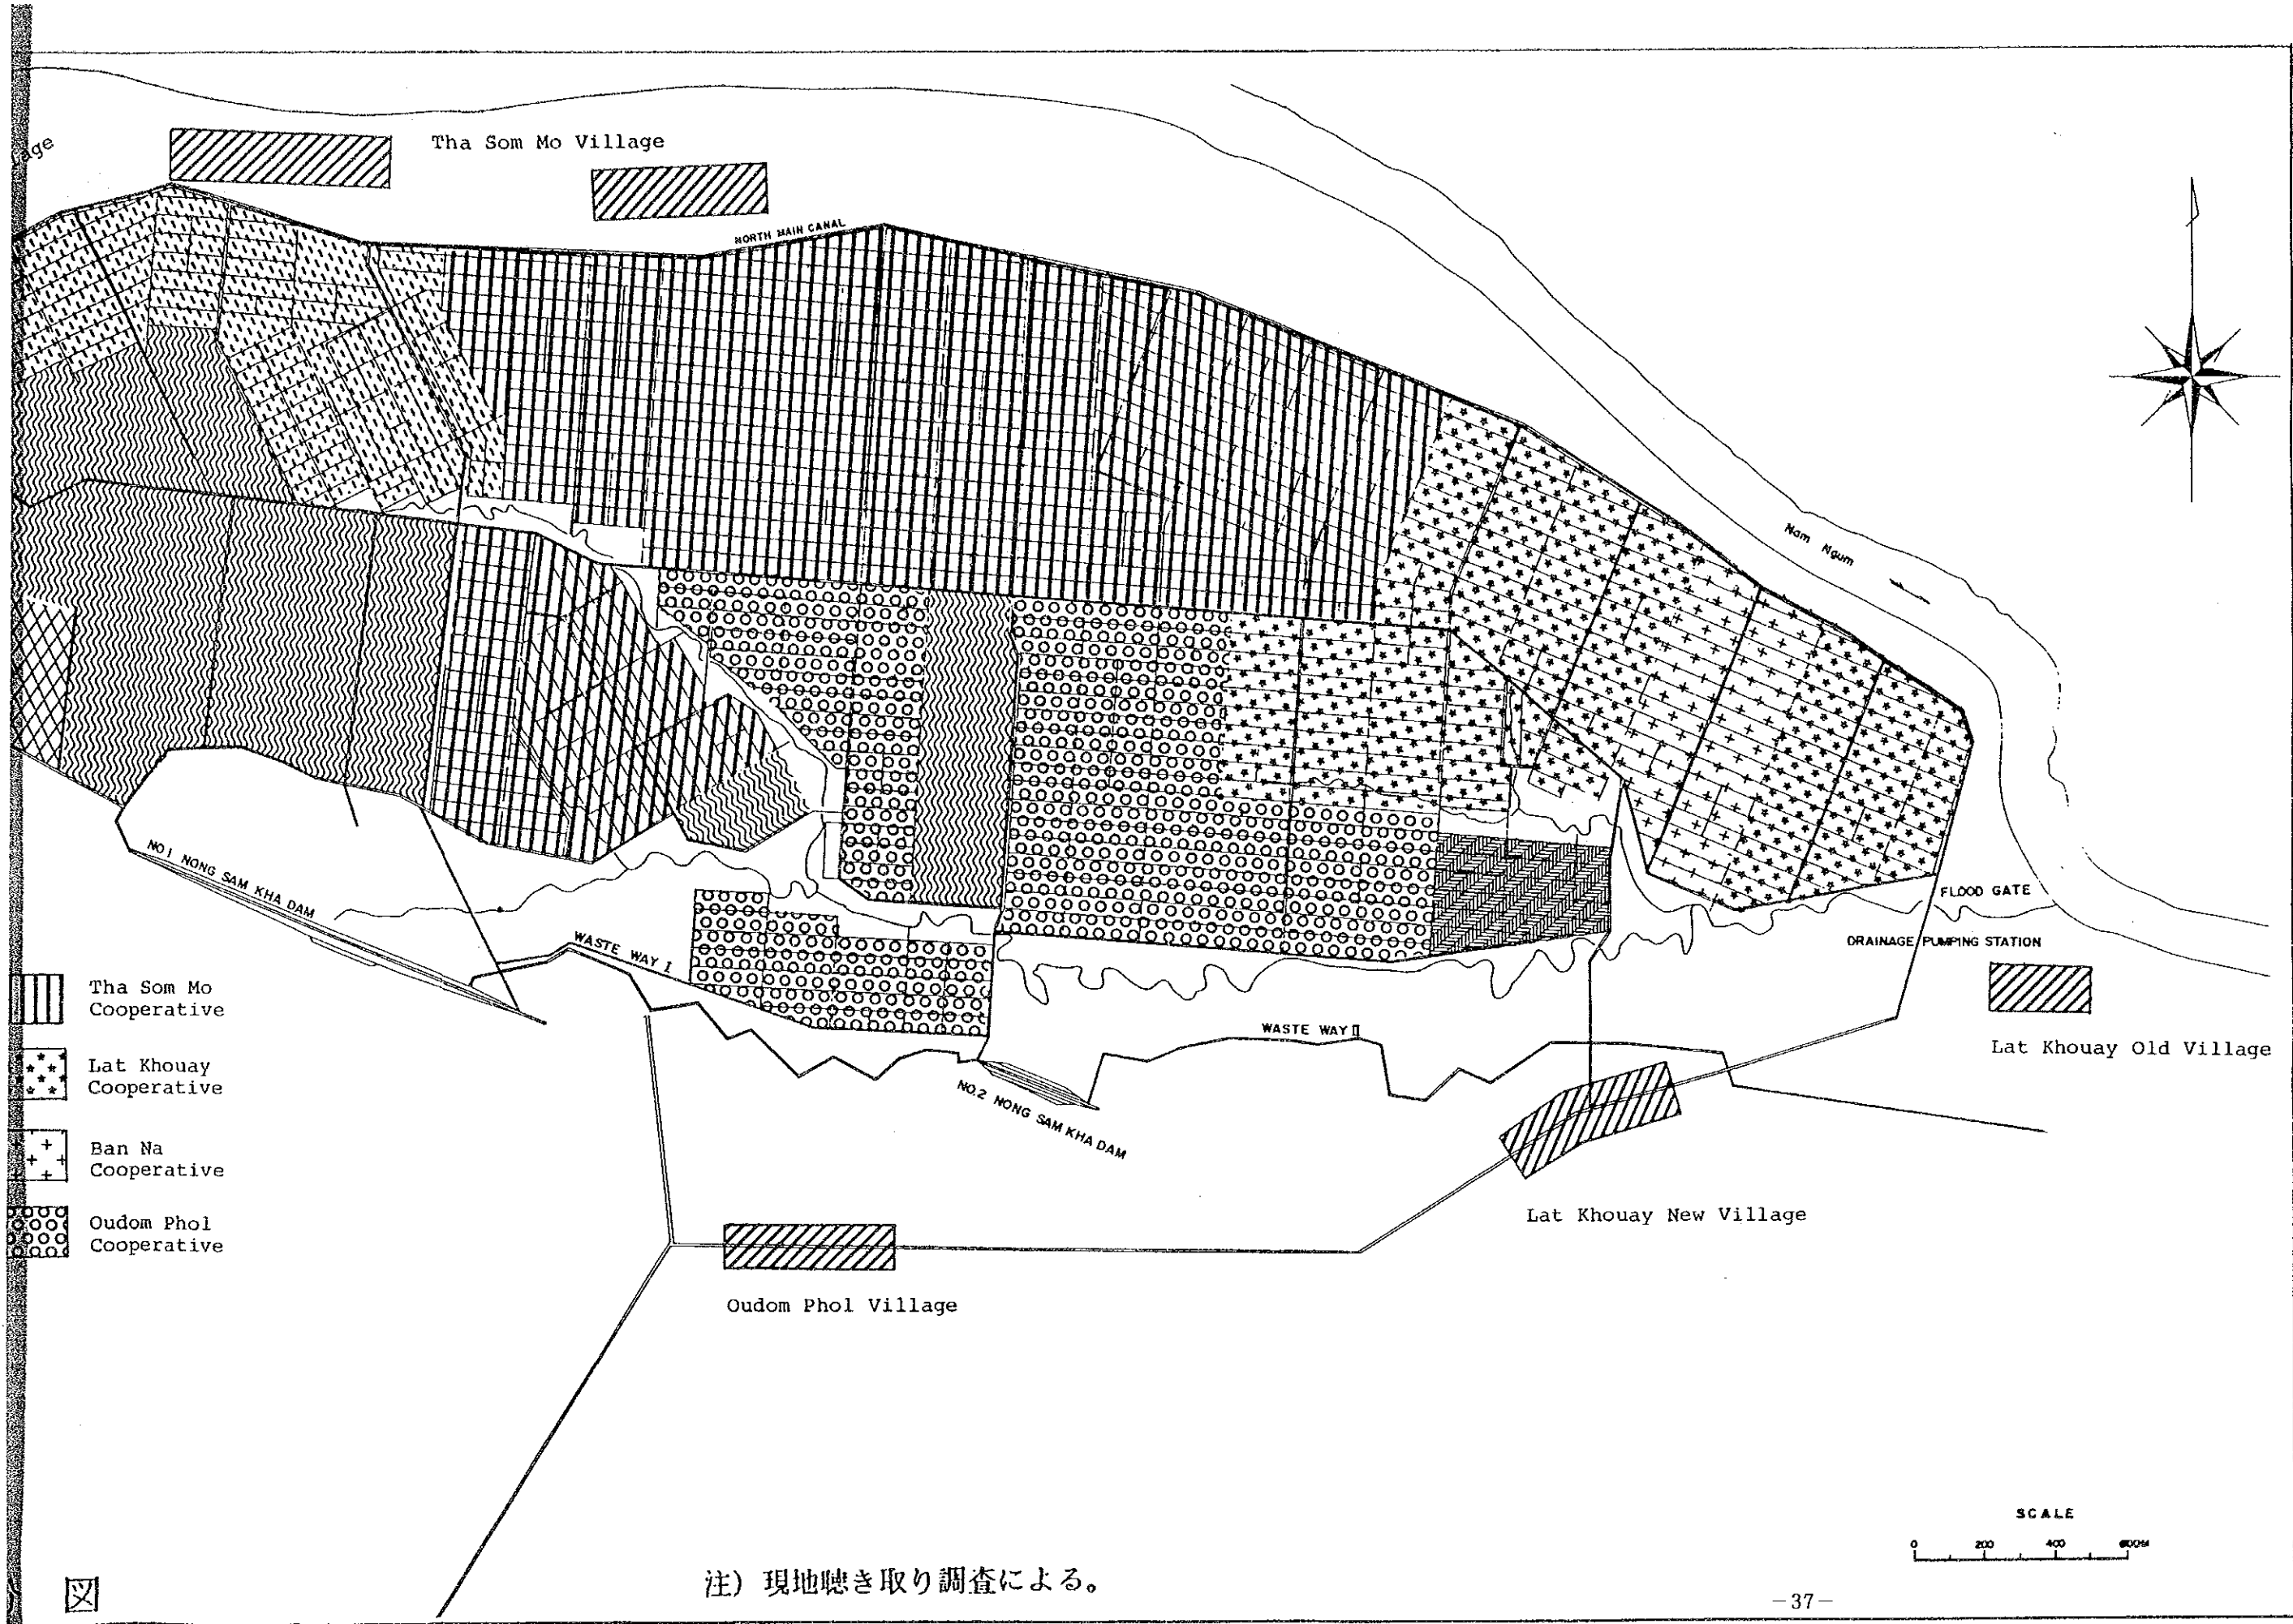 Tha Som Mo Village
NORTH MAIN CANAL
Nam Ngum
NO.1 NONG SAM KHA DAM
WASTE WAY I
FLOOD GATE
DRAINAGE PUMPING STATION
Tha Som Mo
Cooperative
Lat Khouay
Cooperative
Ban Na
Cooperative
Oudom Phol
Cooperative
WASTE WAY II
NO.2 NONG SAM KHA DAM
Lat Khouay Old Village
Lat Khouay New Village
Oudom Phol Village
SCALE
0 200 400 600M
図
注) 現地聴き取り調査による。
-37-